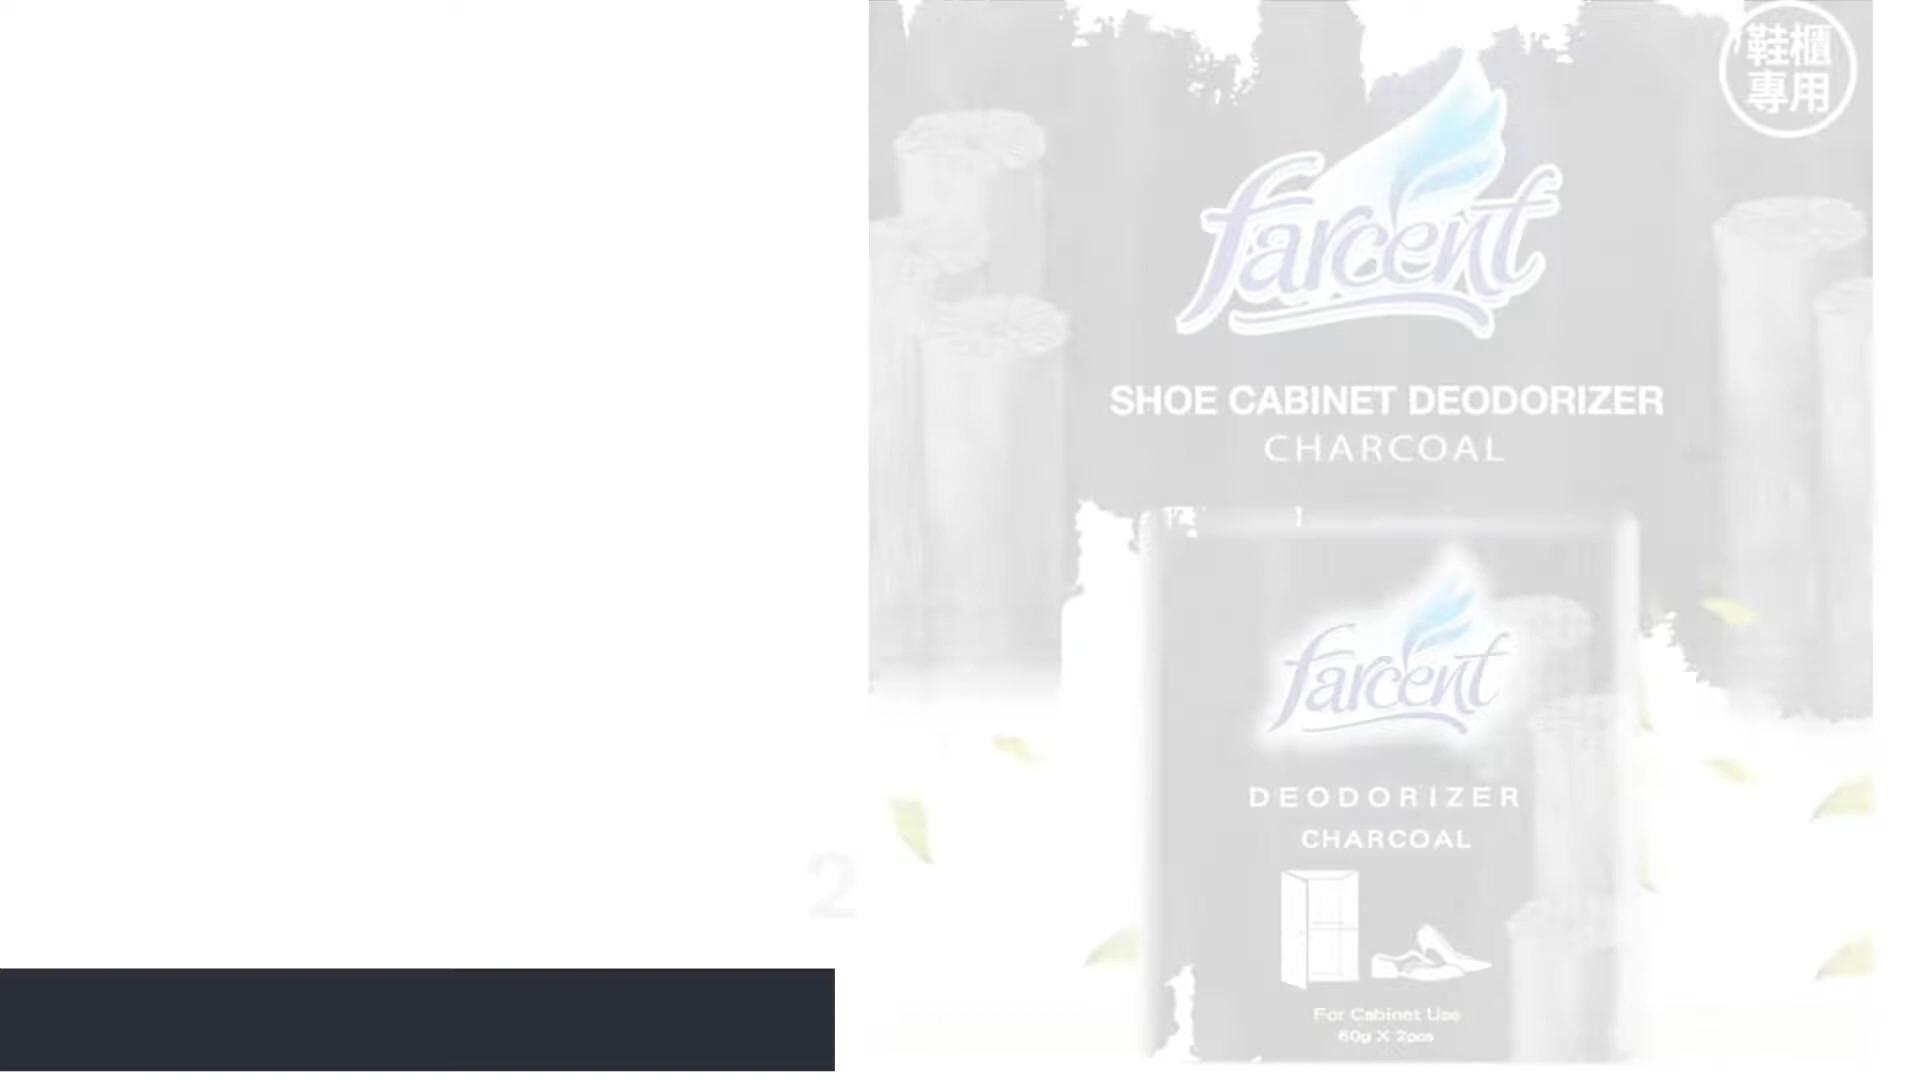 鞋櫃
專用
farcent
SHOE CABINET DEODORIZER
CHARCOAL
farcent
DEODORIZER
CHARCOAL
2
For Cabinet Use
60g X 2pcs